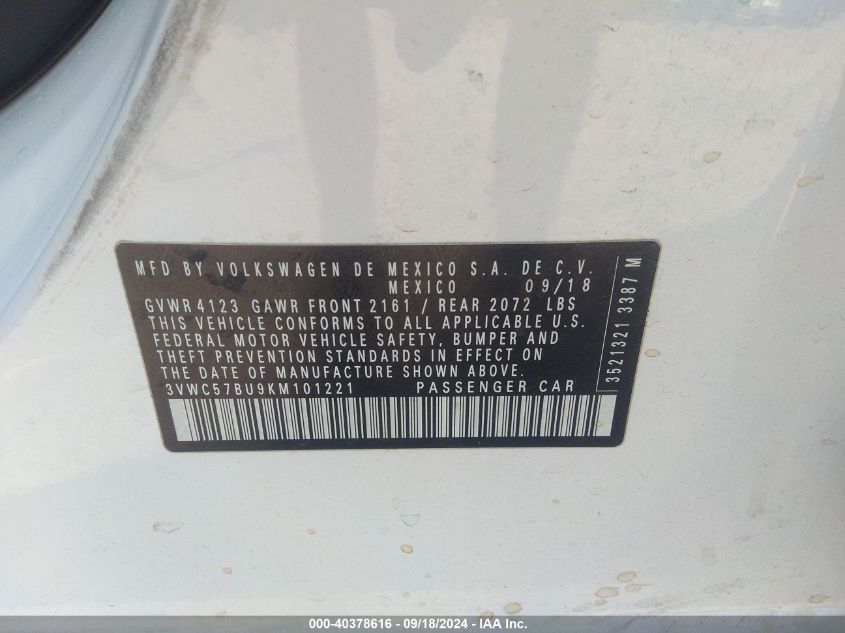 MFD BY VOLKSWAGEN DE MEXICO S.A. DE C.V.
MEXICO 09/18
GVWR 4123 GAWR FRONT 2161 / REAR 2072 LBS
THIS VEHICLE CONFORMS TO ALL APPLICABLE U.S.
FEDERAL MOTOR VEHICLE SAFETY, BUMPER AND
THEFT PREVENTION STANDARDS IN EFFECT ON
THE DATE OF MANUFACTURE SHOWN ABOVE.
3VWC57BU9KM101221 PASSENGER CAR
3521321 3387 M
000-40378616 - 09/18/2024 - IAA Inc.